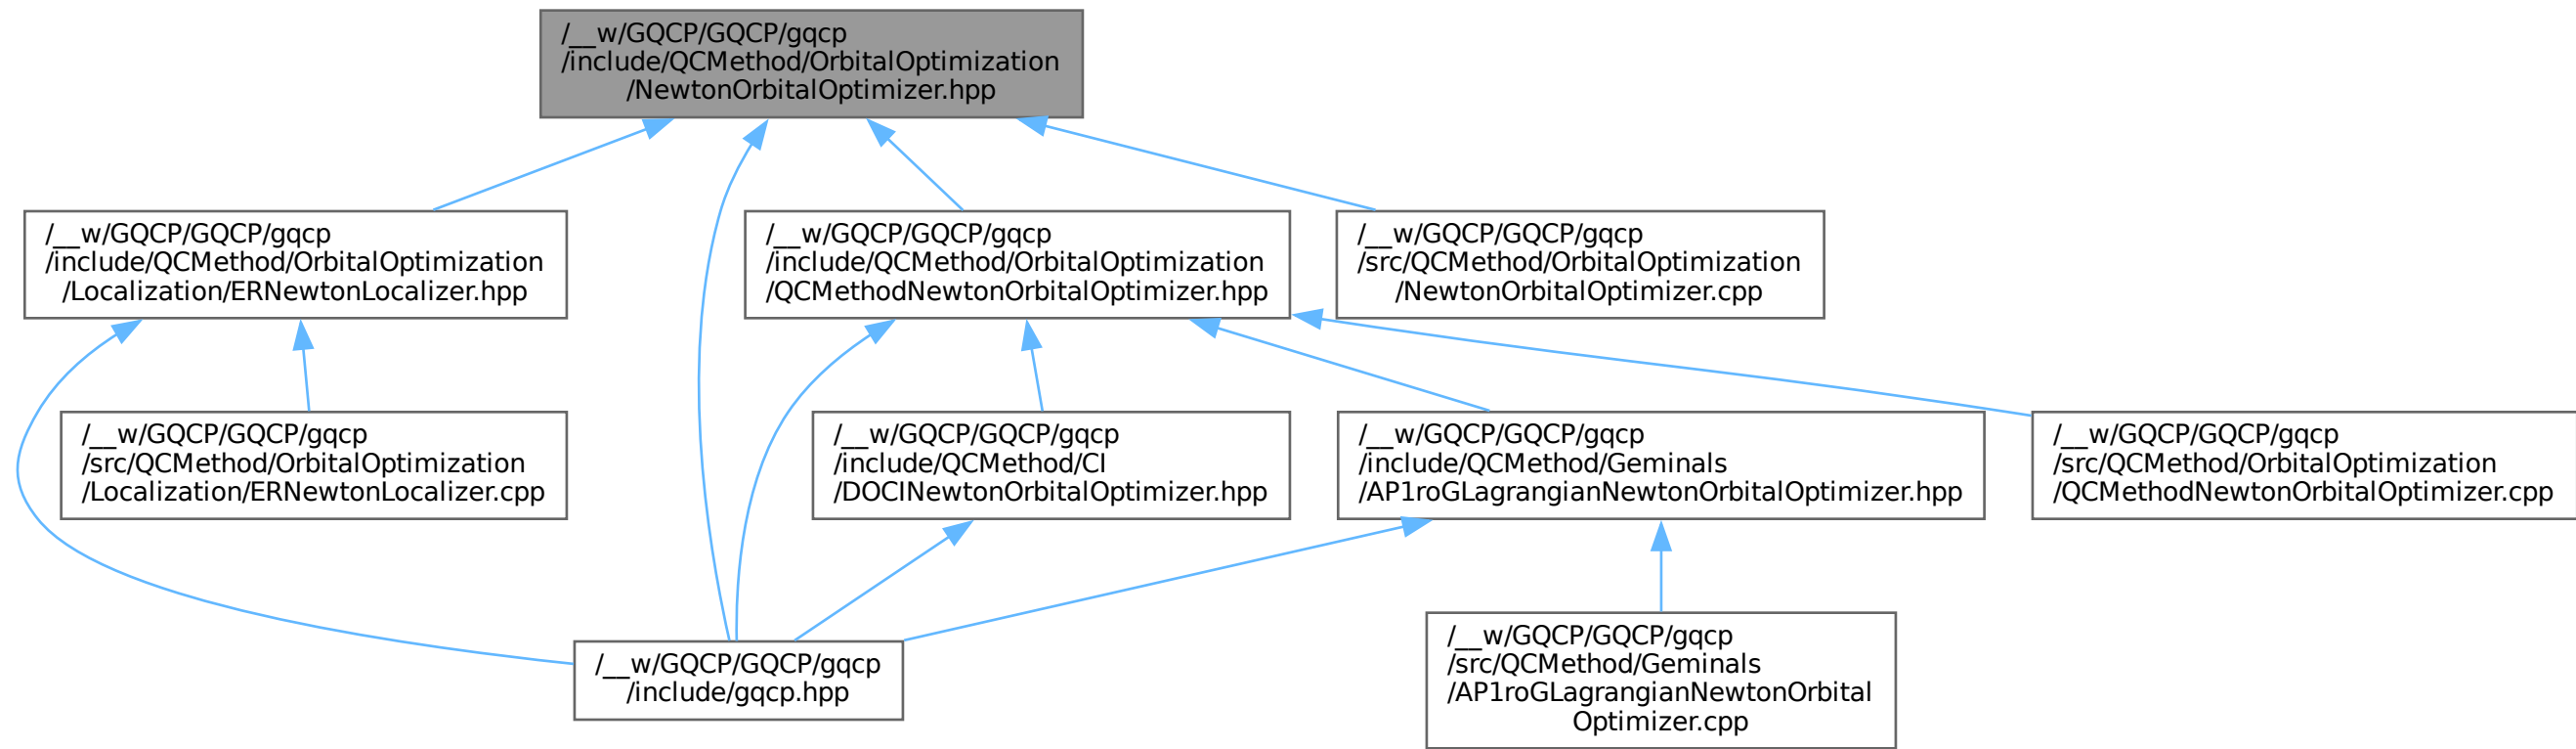 /__w/GQCP/GQCP/gqcp
/include/QCMethod/OrbitalOptimization
/NewtonOrbitalOptimizer.hpp
/__w/GQCP/GQCP/gqcp
/include/QCMethod/OrbitalOptimization
/Localization/ERNewtonLocalizer.hpp
/__w/GQCP/GQCP/gqcp
/include/QCMethod/OrbitalOptimization
/QCMethodNewtonOrbitalOptimizer.hpp
/__w/GQCP/GQCP/gqcp
/src/QCMethod/OrbitalOptimization
/NewtonOrbitalOptimizer.cpp
/__w/GQCP/GQCP/gqcp
/src/QCMethod/OrbitalOptimization
/Localization/ERNewtonLocalizer.cpp
/__w/GQCP/GQCP/gqcp
/include/QCMethod/CI
/DOCINewtonOrbitalOptimizer.hpp
/__w/GQCP/GQCP/gqcp
/include/QCMethod/Geminals
/AP1roGLagrangianNewtonOrbitalOptimizer.hpp
/__w/GQCP/GQCP/gqcp
/src/QCMethod/OrbitalOptimization
/QCMethodNewtonOrbitalOptimizer.cpp
/__w/GQCP/GQCP/gqcp
/include/gqcp.hpp
/__w/GQCP/GQCP/gqcp
/src/QCMethod/Geminals
/AP1roGLagrangianNewtonOrbital
Optimizer.cpp